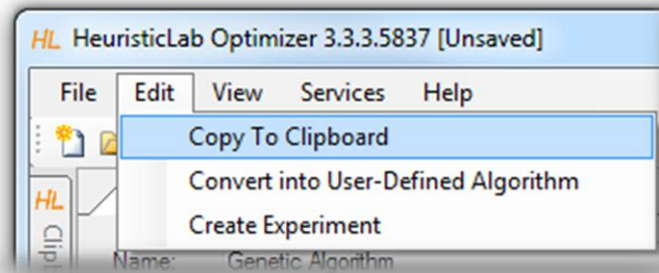 HL HeuristicLab Optimizer 3.3.3.5837 [Unsaved]
File Edit View Services Help
Copy To Clipboard
Convert into User-Defined Algorithm
HL
Create Experiment
Clip
Name: Genetic Algorithm